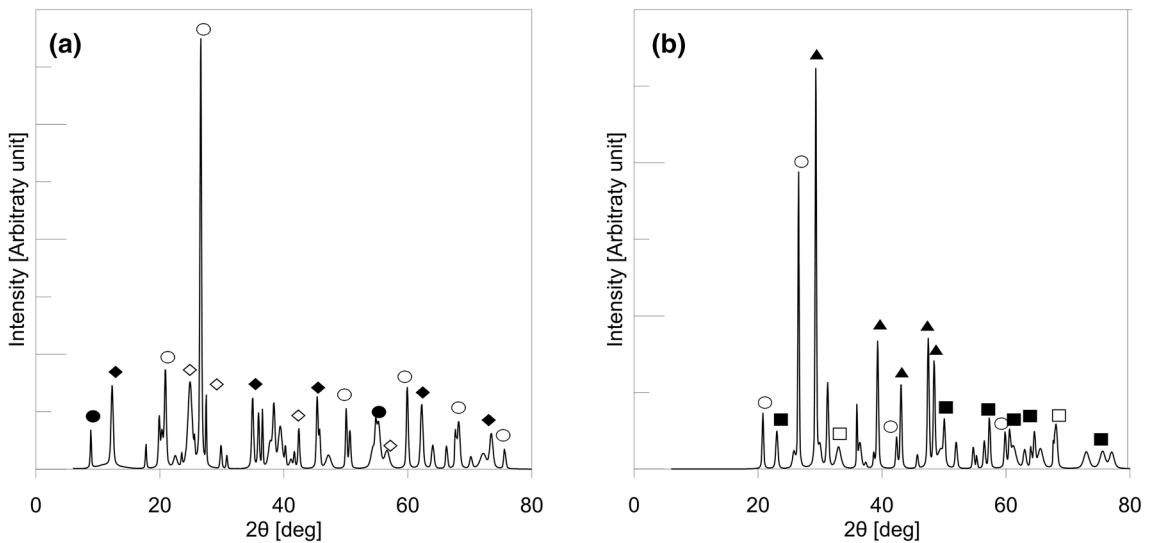 (a)
Intensity [Arbitraty unit]
0 20 40 60 80
2θ [deg]
(b)
Intensity [Arbitraty unit]
0 20 40 60 80
2θ [deg]